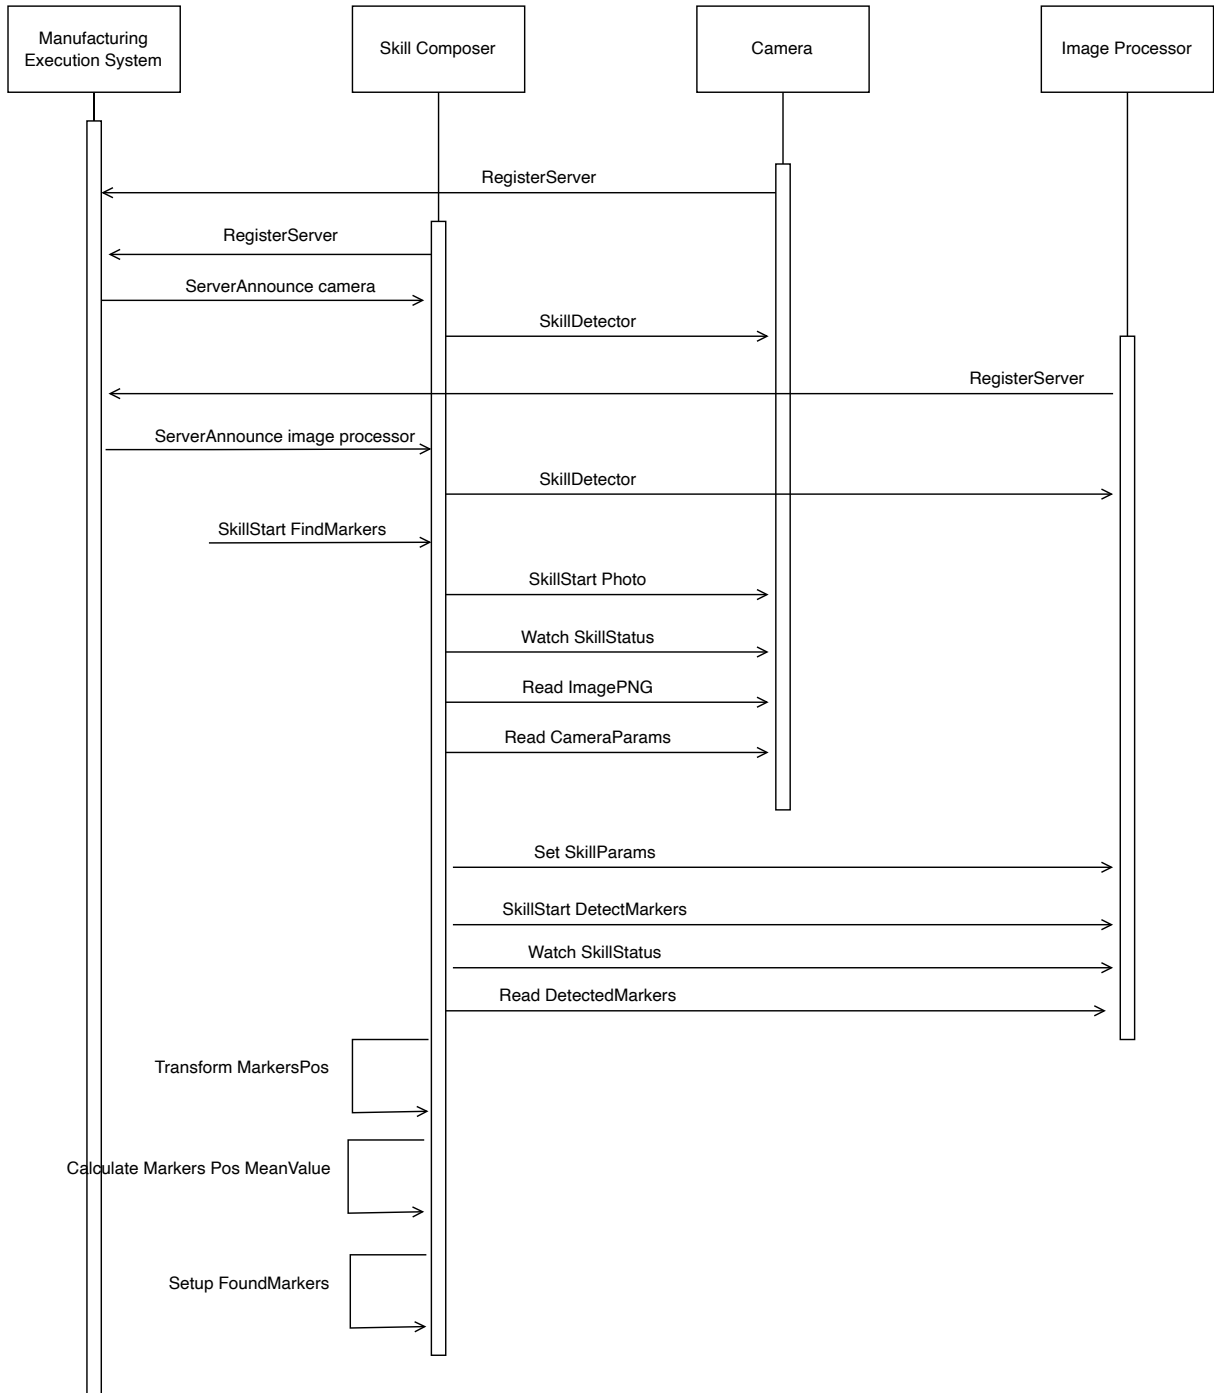 Manufacturing
Execution System
Skill Composer
Camera
Image Processor
RegisterServer
RegisterServer
ServerAnnounce camera
SkillDetector
RegisterServer
ServerAnnounce image processor
SkillDetector
SkillStart FindMarkers
SkillStart Photo
Watch SkillStatus
Read ImagePNG
Read CameraParams
Set SkillParams
SkillStart DetectMarkers
Watch SkillStatus
Read DetectedMarkers
Transform MarkersPos
Calculate Markers Pos MeanValue
Setup FoundMarkers